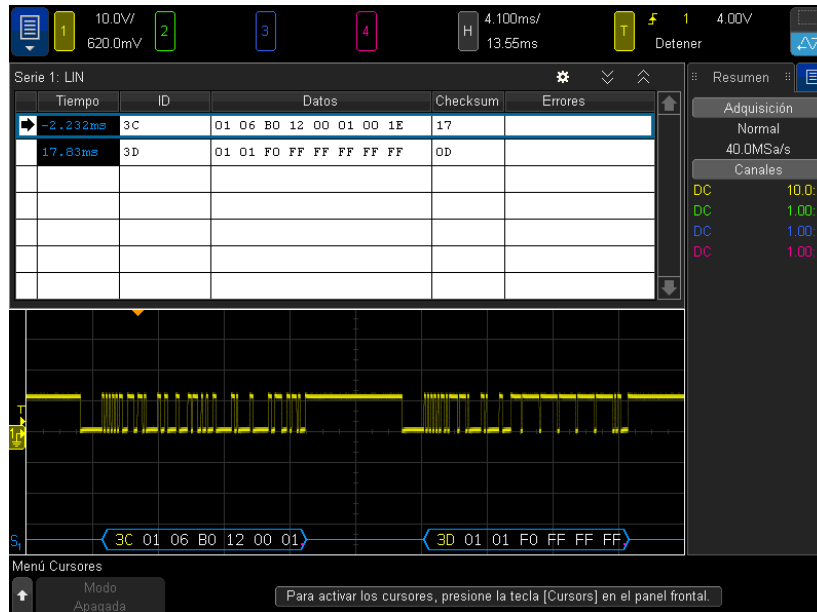 1 10.0V/ 2 3 4 H 4.100ms/ T 1 4.00V
620.0mV 13.55ms Detener
Serie 1: LIN
Resumen
Tiempo ID Datos Checksum Errores
-2.232ms 3C 01 06 B0 12 00 01 00 1E 17
17.83ms 3D 01 01 F0 FF FF FF FF FF 0D
Adquisición
Normal
40.0MSa/s
Canales
DC 10.0:
DC 1.00:
DC 1.00:
DC 1.00:
T
1
S1 3C 01 06 B0 12 00 01 3D 01 01 F0 FF FF FF
Menú Cursores
Modo
Apagada
Para activar los cursores, presione la tecla [Cursors] en el panel frontal.